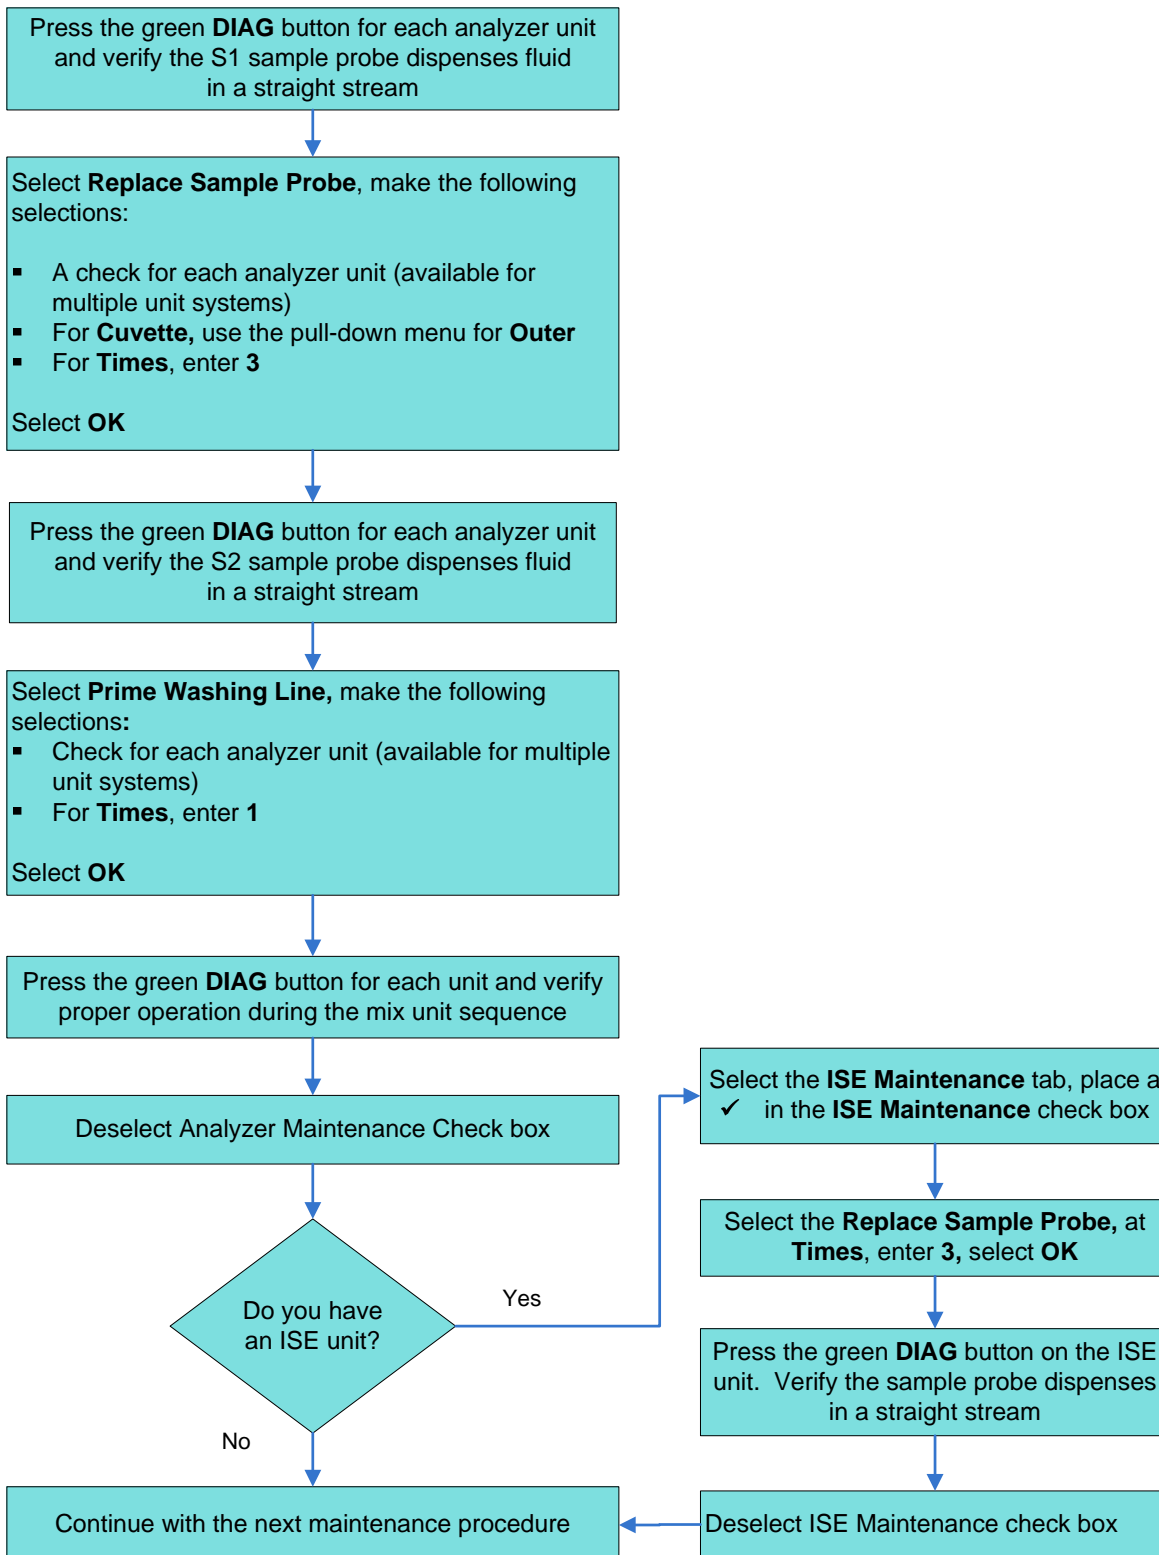 Press the green DIAG button for each analyzer unit
and verify the S1 sample probe dispenses fluid
in a straight stream
Select Replace Sample Probe, make the following
selections:
▪ A check for each analyzer unit (available for
multiple unit systems)
▪ For Cuvette, use the pull-down menu for Outer
▪ For Times, enter 3
Select OK
Press the green DIAG button for each analyzer unit
and verify the S2 sample probe dispenses fluid
in a straight stream
Select Prime Washing Line, make the following
selections:
▪ Check for each analyzer unit (available for multiple
unit systems)
▪ For Times, enter 1
Select OK
Press the green DIAG button for each unit and verify
proper operation during the mix unit sequence
Deselect Analyzer Maintenance Check box
Do you have
an ISE unit?
Yes
No
Select the ISE Maintenance tab, place a
✓ in the ISE Maintenance check box
Select the Replace Sample Probe, at
Times, enter 3, select OK
Press the green DIAG button on the ISE
unit. Verify the sample probe dispenses
in a straight stream
Deselect ISE Maintenance check box
Continue with the next maintenance procedure